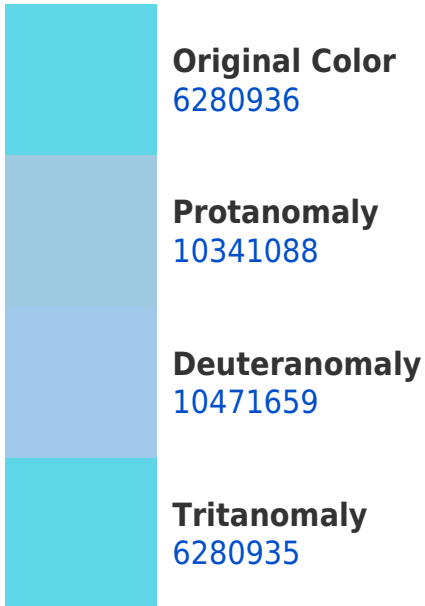 Original Color
6280936
Protanomaly
10341088
Deuteranomaly
10471659
Tritanomaly
6280935